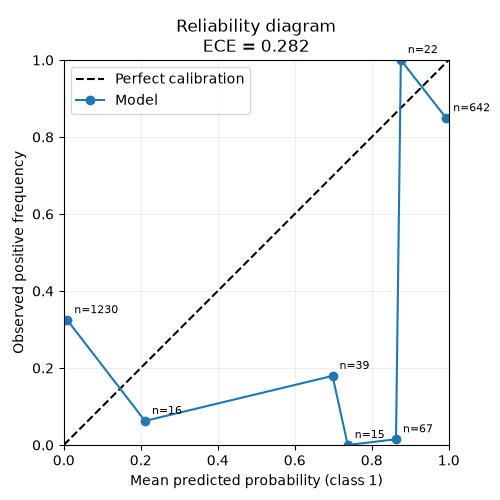 Reliability diagram
ECE = 0.282
Perfect calibration
Model
n=22
n=642
n=1230
n=16
n=39
n=15
n=67
1.0
0.8
0.6
0.4
0.2
0.0
Observed positive frequency
0.0 0.2 0.4 0.6 0.8 1.0
Mean predicted probability (class 1)